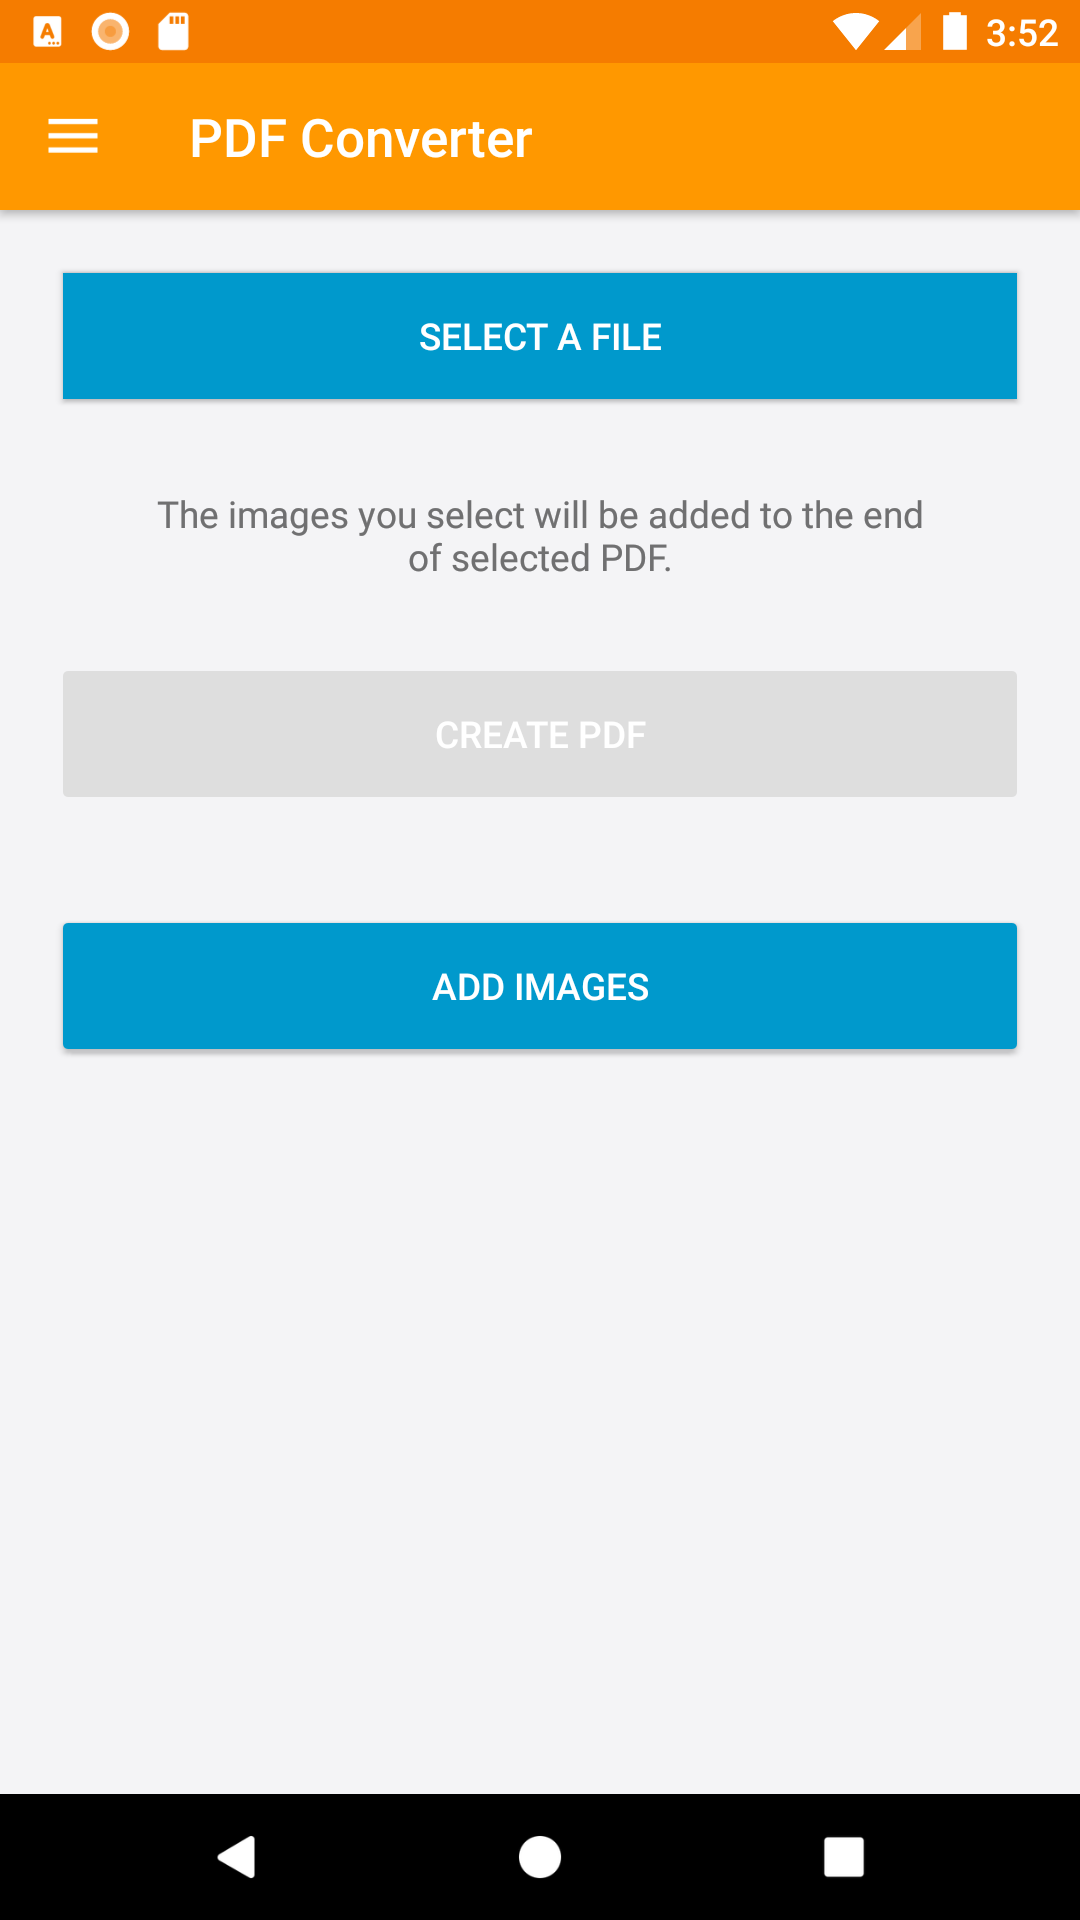 3:52
PDF Converter
SELECT A FILE
The images you select will be added to the end
of selected PDF.
CREATE PDF
ADD IMAGES